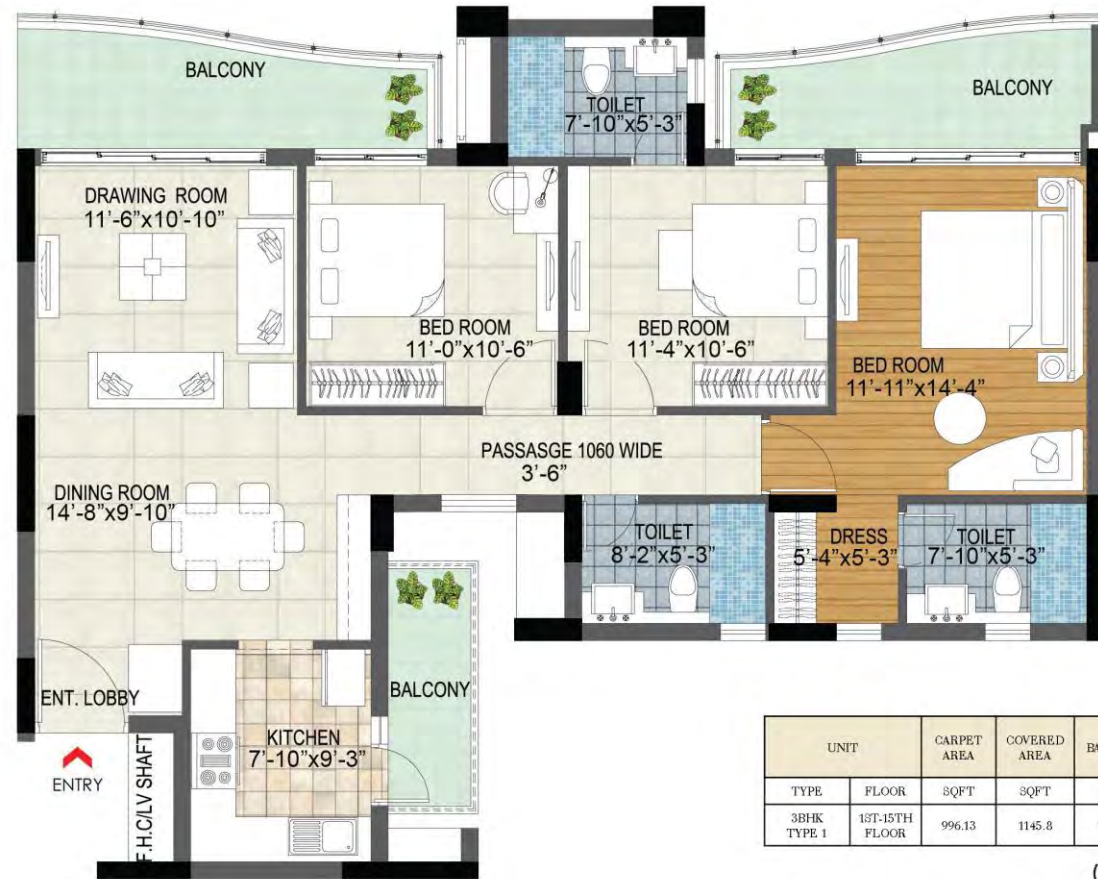 BALCONY
TOILET
7'-10"x5'-3"
BALCONY
DRAWING ROOM
11'-6"x10'-10"
BED ROOM
11'-0"x10'-6"
BED ROOM
11'-4"x10'-6"
BED ROOM
11'-11"x14'-4"
PASSASGE 1060 WIDE
3'-6"
DINING ROOM
14'-8"x9'-10"
TOILET
8'-2"x5'-3"
DRESS
5'-4"x5'-3"
TOILET
7'-10"x5'-3"
ENT. LOBBY
BALCONY
KITCHEN
7'-10"x9'-3"
ENTRY
F.H.C/LV SHAFT
UNIT CARPET AREA COVERED AREA
TYPE FLOOR SQFT SQFT
3BHK TYPE 1 1ST-15TH FLOOR 996.13 1145.8